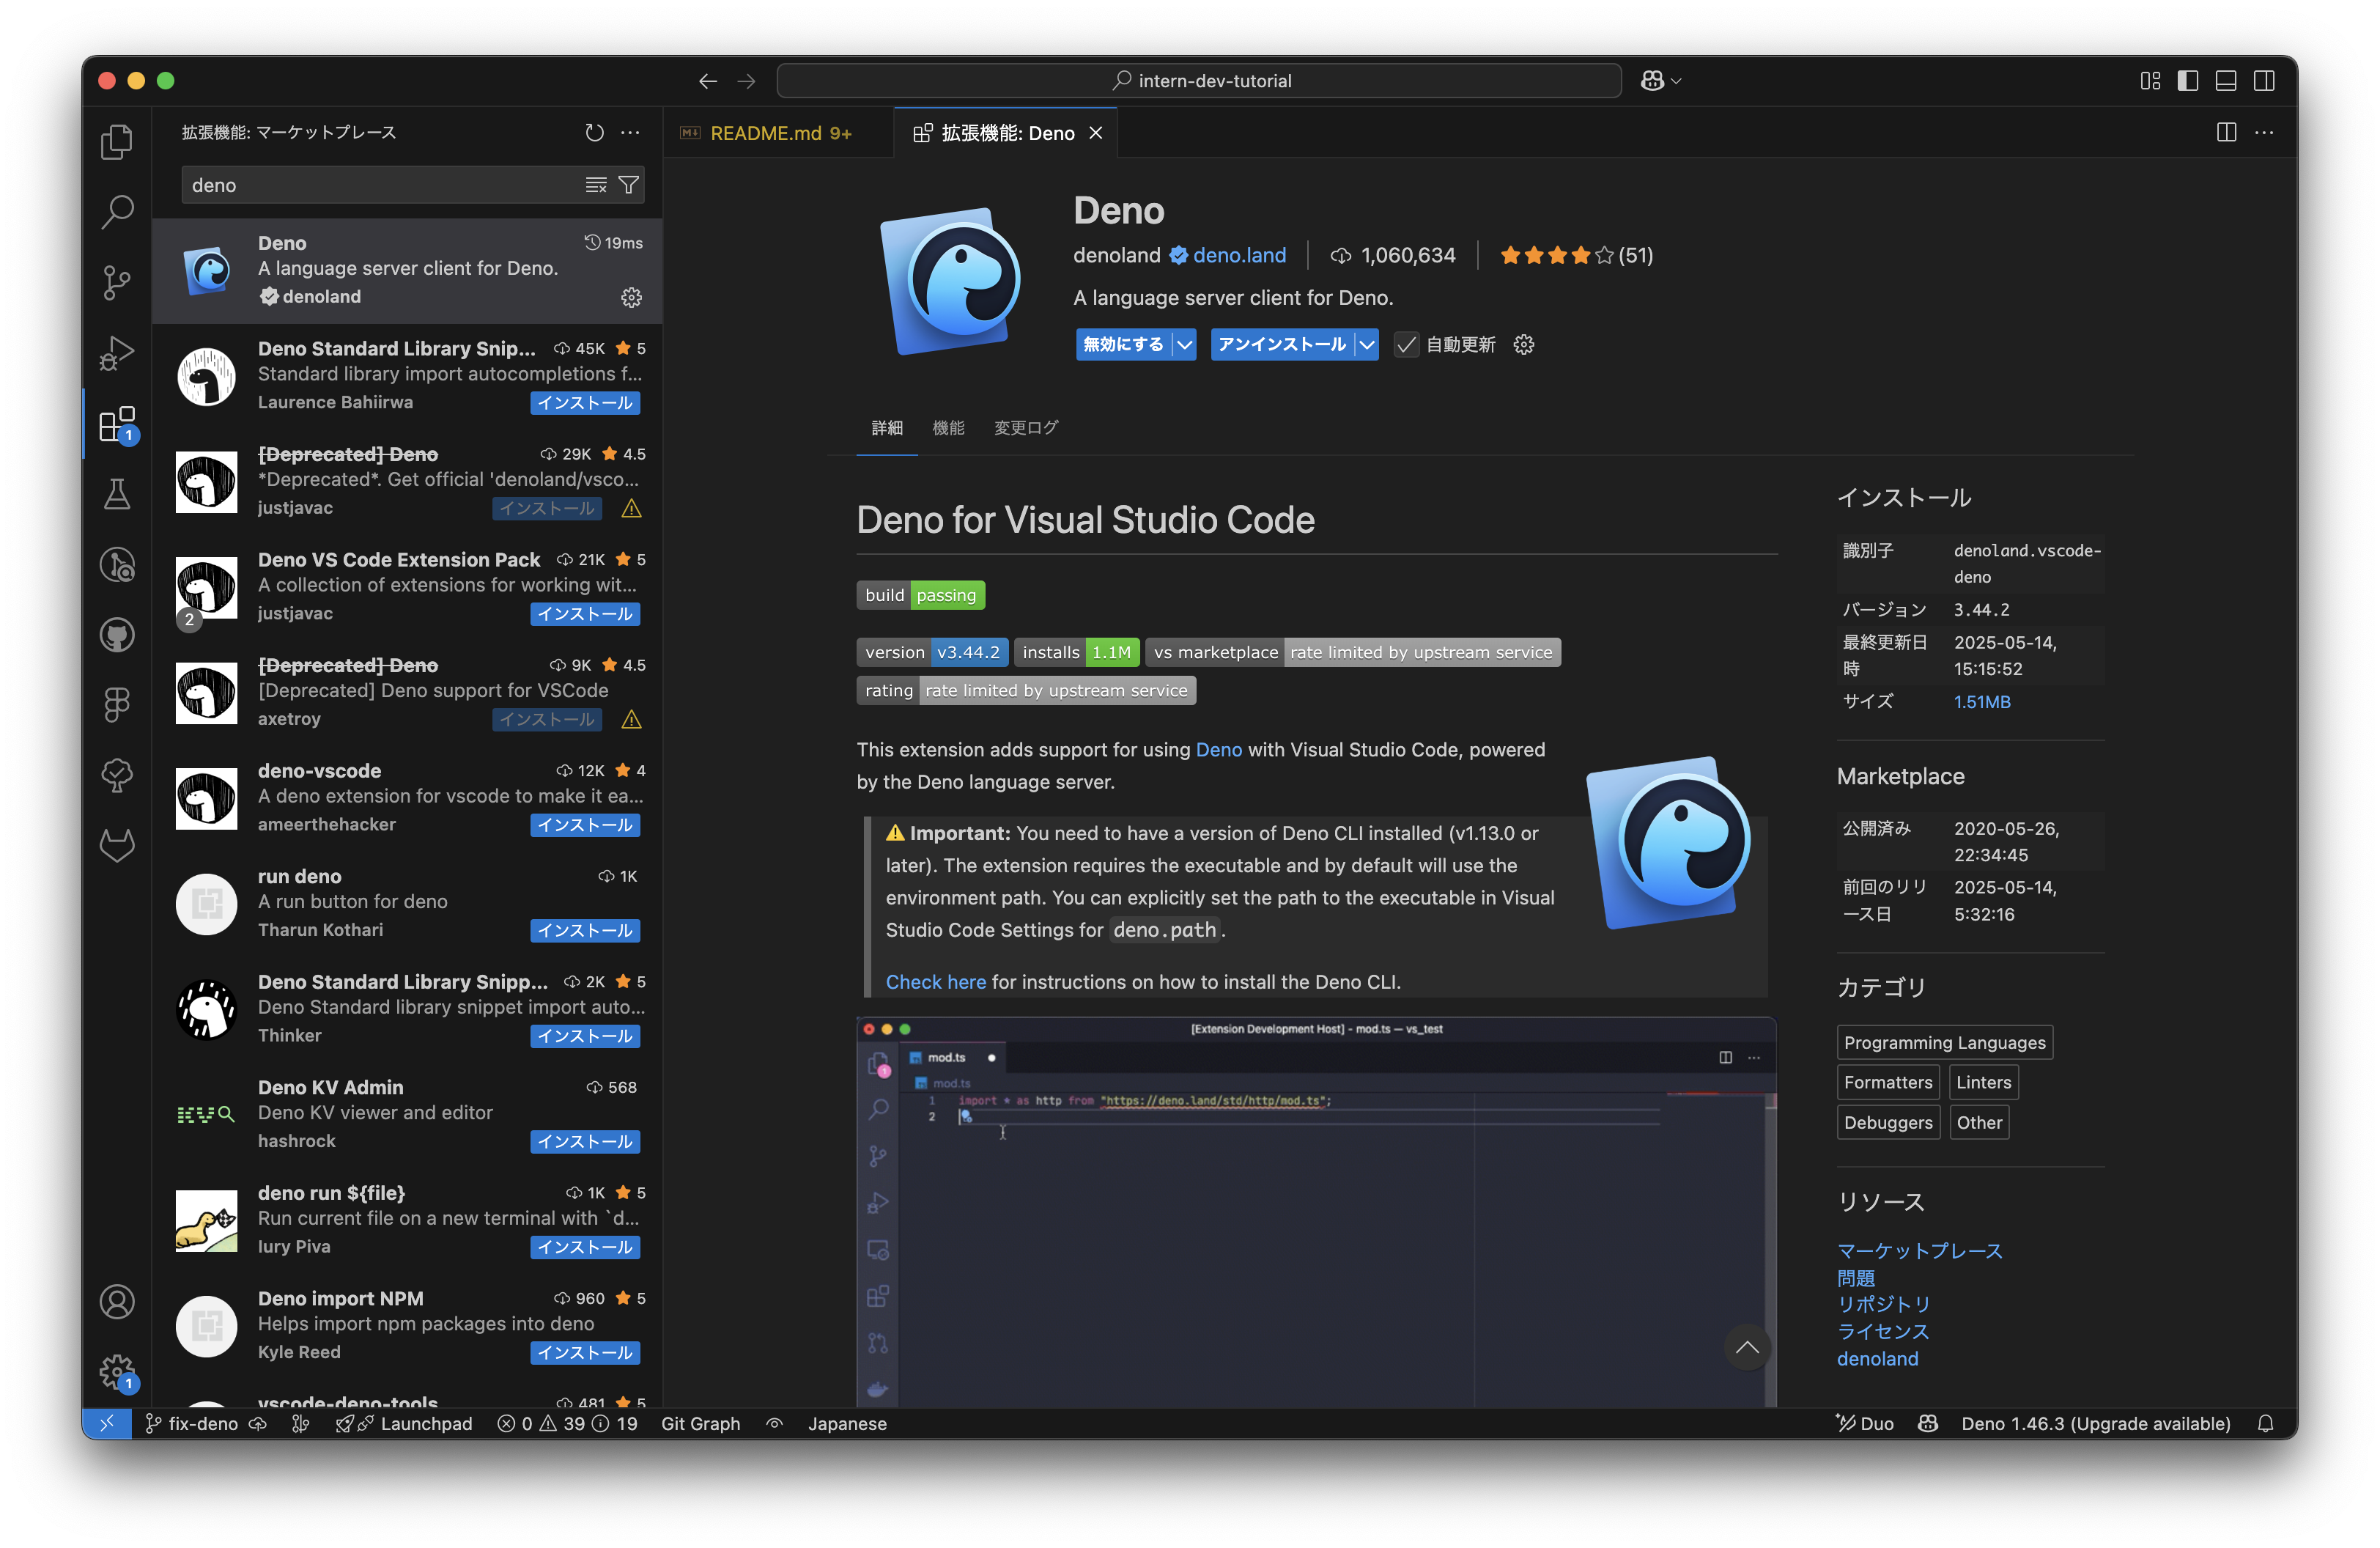 intern-dev-tutorial
拡張機能: マーケットプレース
deno
Deno
19ms
A language server client for Deno.
denoland
Deno Standard Library Snip...
45K
5
Standard library import autocompletions f...
Laurence Bahiirwa
インストール
[Deprecated] Deno
29K
4.5
*Deprecated*. Get official 'denoland/vsco...
justjavac
インストール
Deno VS Code Extension Pack
21K
5
A collection of extensions for working wit...
2
justjavac
インストール
[Deprecated] Deno
9K
4.5
[Deprecated] Deno support for VSCode
axetroy
インストール
deno-vscode
12K
4
A deno extension for vscode to make it ea...
ameerthehacker
インストール
run deno
1K
A run button for deno
Tharun Kothari
インストール
Deno Standard Library Snipp...
2K
5
Deno Standard library snippet import auto...
Thinker
インストール
Deno KV Admin
568
Deno KV viewer and editor
hashrock
インストール
deno run ${file}
1K
5
Run current file on a new terminal with `d...
Iury Piva
インストール
Deno import NPM
960
5
Helps import npm packages into deno
Kyle Reed
インストール
vscode-deno-tools
481
5
1
1
README.md 9+
拡張機能: Deno
Deno
denoland deno.land
1,060,634
(51)
A language server client for Deno.
無効にする
アンインストール
自動更新
詳細
機能
変更ログ
Deno for Visual Studio Code
build passing
version v3.44.2
installs 1.1M
vs marketplace rate limited by upstream service
rating rate limited by upstream service
This extension adds support for using Deno with Visual Studio Code, powered
by the Deno language server.
Important: You need to have a version of Deno CLI installed (v1.13.0 or
later). The extension requires the executable and by default will use the
environment path. You can explicitly set the path to the executable in Visual
Studio Code Settings for deno.path.
Check here for instructions on how to install the Deno CLI.
[Extension Development Host] - mod.ts — vs_test
mod.ts
mod.ts
1
1 import * as http from "https://deno.land/std/http/mod.ts";
2
インストール
識別子
denoland.vscode-
deno
バージョン
3.44.2
最終更新日
時
2025-05-14,
15:15:52
サイズ
1.51MB
Marketplace
公開済み
2020-05-26,
22:34:45
前回のリリ
ース日
2025-05-14,
5:32:16
カテゴリ
Programming Languages
Formatters
Linters
Debuggers
Other
リソース
マーケットプレース
問題
リポジトリ
ライセンス
denoland
fix-deno
Launchpad
0
39
19
Git Graph
Japanese
Duo
Deno 1.46.3 (Upgrade available)